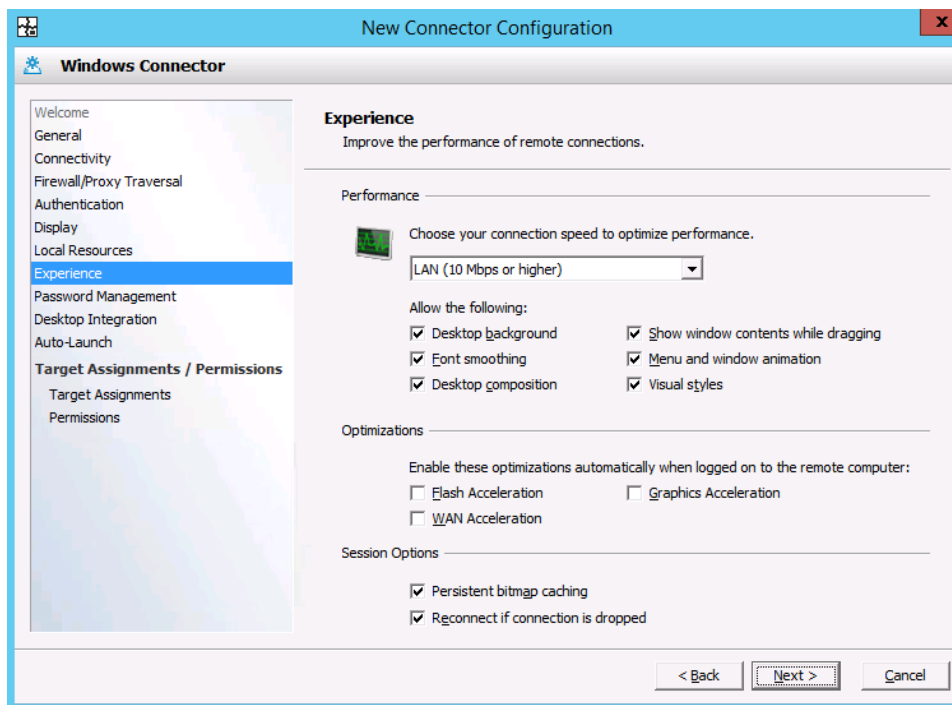 New Connector Configuration
x
Windows Connector
Welcome
General
Connectivity
Firewall/Proxy Traversal
Authentication
Display
Local Resources
Experience
Password Management
Desktop Integration
Auto-Launch
Target Assignments / Permissions
Target Assignments
Permissions
Experience
Improve the performance of remote connections.
Performance
Choose your connection speed to optimize performance.
LAN (10 Mbps or higher)
Allow the following:
Desktop background
Show window contents while dragging
Font smoothing
Menu and window animation
Desktop composition
Visual styles
Optimizations
Enable these optimizations automatically when logged on to the remote computer:
Flash Acceleration
Graphics Acceleration
WAN Acceleration
Session Options
Persistent bitmap caching
Reconnect if connection is dropped
< Back
Next >
Cancel